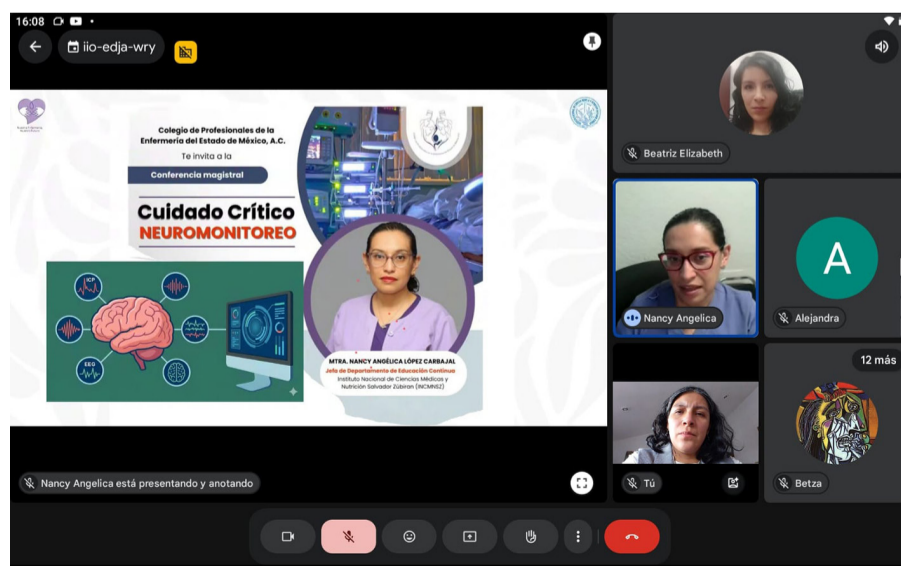 16:08
iio-edja-wry
Colegio de Profesionales de la
Enfermería del Estado de México, A.C.
Te invita a la
Conferencia magistral
Cuidado Crítico
NEUROMONITOREO
ICP
EEG
MTRA. NANCY ANGÉLICA LÓPEZ CARBAJAL
Jefa de Departamento de Educación Continua
Instituto Nacional de Ciencias Médicas y
Nutrición Salvador Zúbiran (INCMNSZ)
Nancy Angelica está presentando y anotando
Beatriz Elizabeth
Nancy Angelica
A
Alejandra
Tú
12 más
Betza